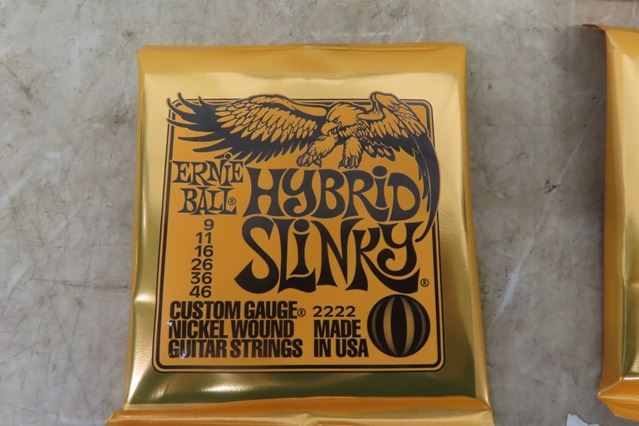 ERNIE
BALL®
HYBRID
SLINKY®
9
11
16
26
36
46
CUSTOM GAUGE®
NICKEL WOUND
GUITAR STRINGS
2222
MADE
IN USA